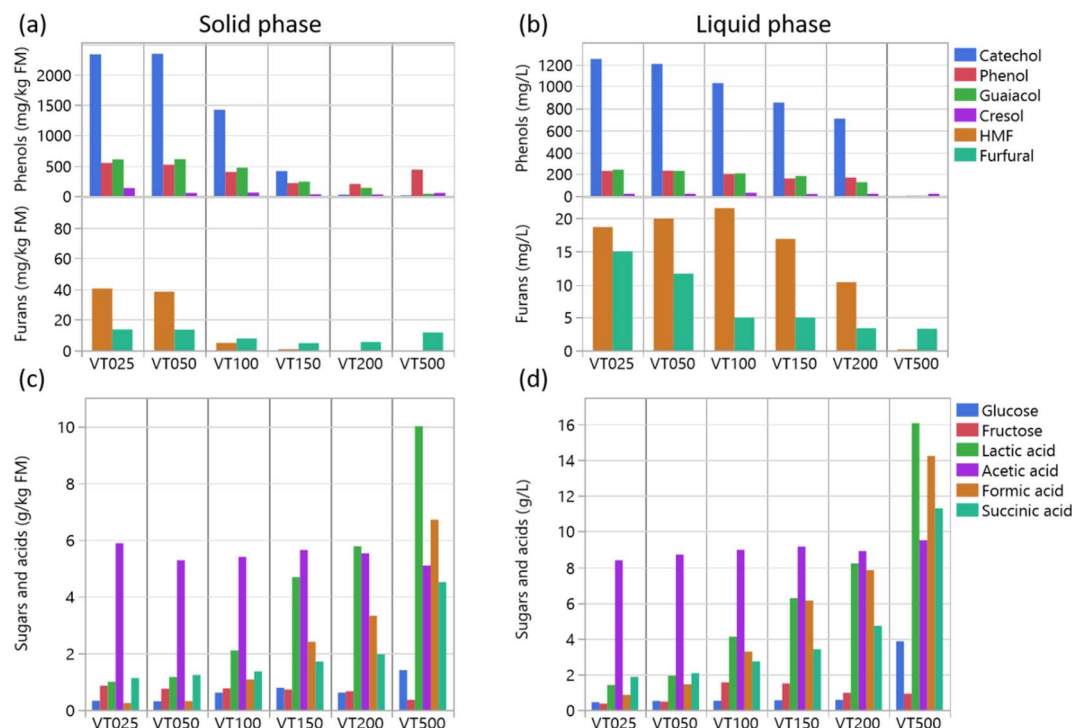 (a) Solid phase
Phenols (mg/kg FM)
2000
1500
1000
500
0
Furans (mg/kg FM)
80
60
40
20
0
VT025 VT050 VT100 VT150 VT200 VT500
(b) Liquid phase
Phenols (mg/L)
1200
1000
800
600
400
200
0
Furans (mg/L)
20
15
10
5
0
VT025 VT050 VT100 VT150 VT200 VT500
Catechol
Phenol
Guaiacol
Cresol
HMF
Furfural
(c)
Sugars and acids (g/kg FM)
10
8
6
4
2
0
VT025 VT050 VT100 VT150 VT200 VT500
(d)
Sugars and acids (g/L)
16
14
12
10
8
6
4
2
0
VT025 VT050 VT100 VT150 VT200 VT500
Glucose
Fructose
Lactic acid
Acetic acid
Formic acid
Succinic acid